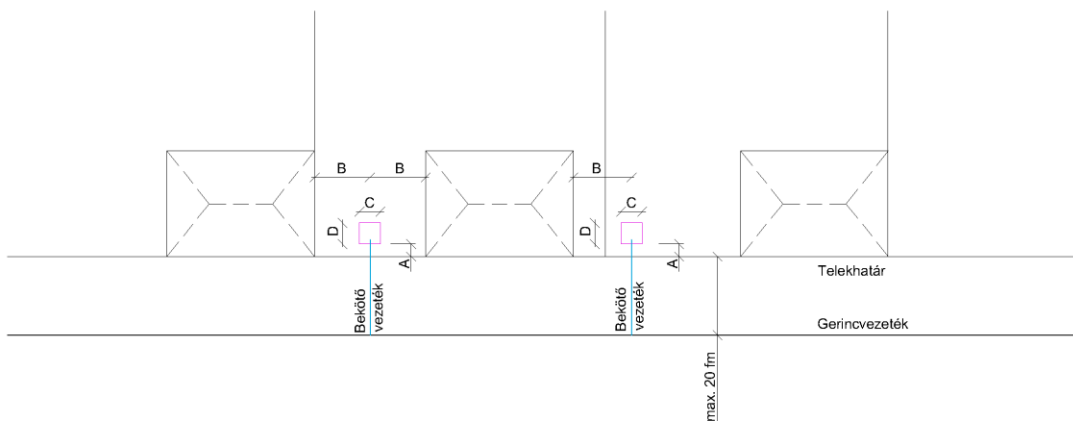 B
B
B
C
C
D
D
A
A
Telekhatár
Bekötő
vezeték
Bekötő
vezeték
Gerincvezeték
max. 20 fm